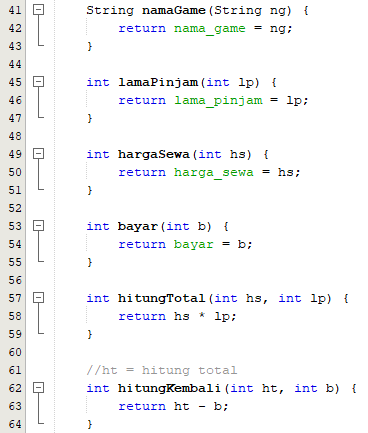 41 String namaGame(String ng) {
42 return nama_game = ng;
43 }
44
45 int lamaPinjam(int lp) {
46 return lama_pinjam = lp;
47 }
48
49 int hargaSewa(int hs) {
50 return harga_sewa = hs;
51 }
52
53 int bayar(int b) {
54 return bayar = b;
55 }
56
57 int hitungTotal(int hs, int lp) {
58 return hs * lp;
59 }
60
61 //ht = hitung total
62 int hitungKembali(int ht, int b) {
63 return ht - b;
64 }